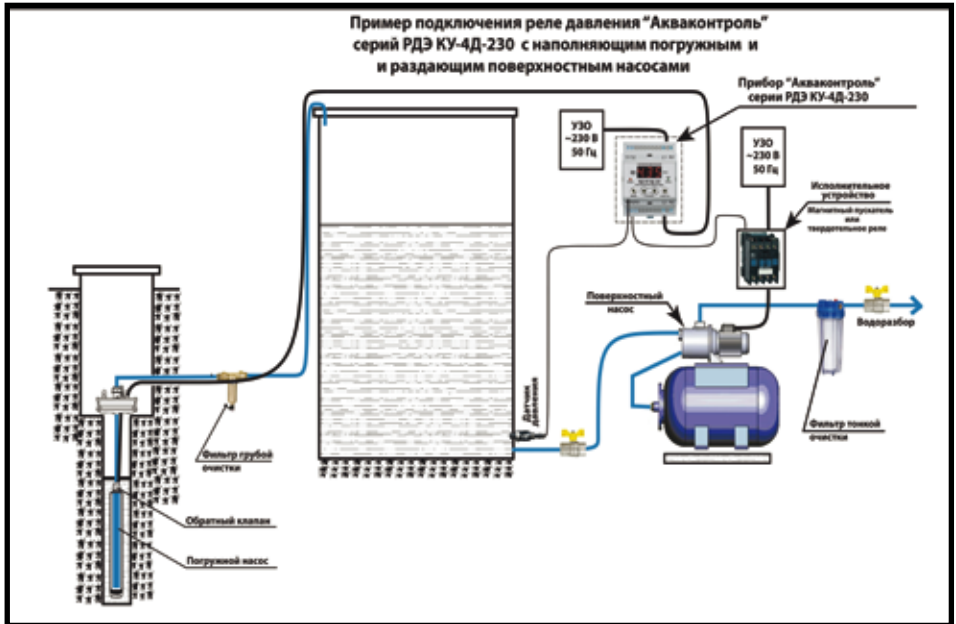 Пример подключения реле давления "Акваконтроль"
серий РДЭ КУ-4Д-230 с наполняющим погружным и
и раздающим поверхностным насосами
Прибор "Акваконтроль"
серии РДЭ КУ-4Д-230
УЗО
~230 В
50 Гц
УЗО
~230 В
50 Гц
Исполнительное
устройство
Магнитный пускатель
или
твердотельное реле
Поверхностный
насос
Водоразбор
Датчик
давления
Фильтр тонкой
очистки
Фильтр грубой
очистки
Обратный клапан
Погружной насос